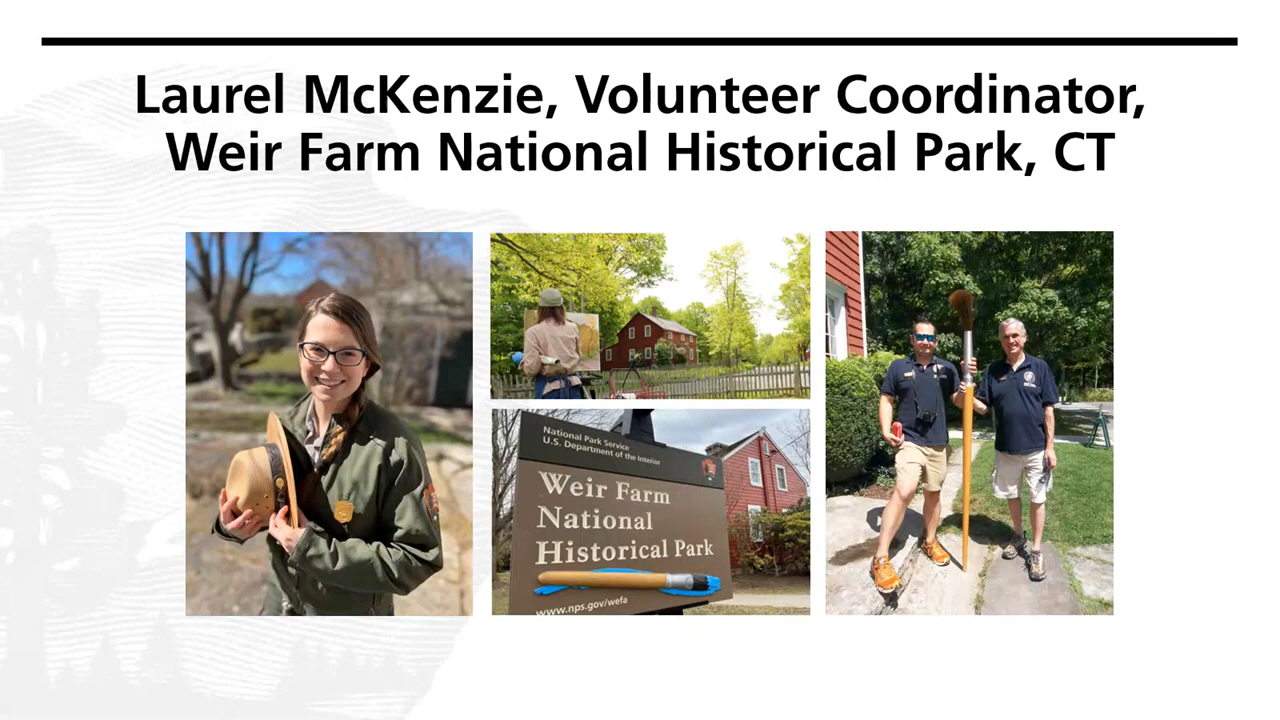 Laurel McKenzie, Volunteer Coordinator,
Weir Farm National Historical Park, CT
National Park Service
U.S. Department of the Interior
Weir Farm
National
Historical Park
www.nps.gov/wefa